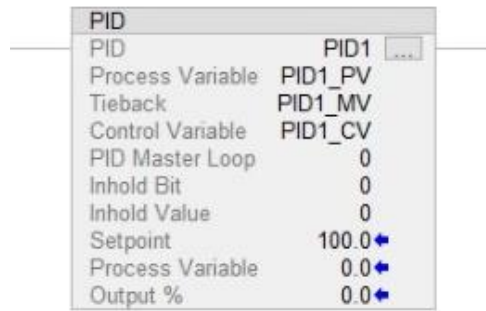 PID
PID PID1 ...
Process Variable PID1_PV
Tieback PID1_MV
Control Variable PID1_CV
PID Master Loop 0
Inhold Bit 0
Inhold Value 0
Setpoint 100.0
Process Variable 0.0
Output % 0.0